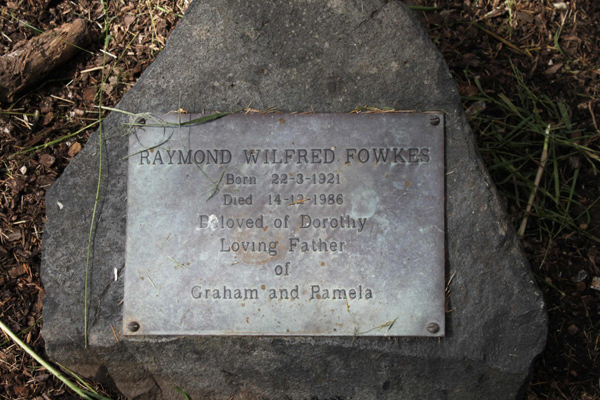 RAYMOND WILFRED FOWKES
Born 22-3-1921
Died 14-12-1986
Beloved of Dorothy
Loving Father
of
Graham and Pamela